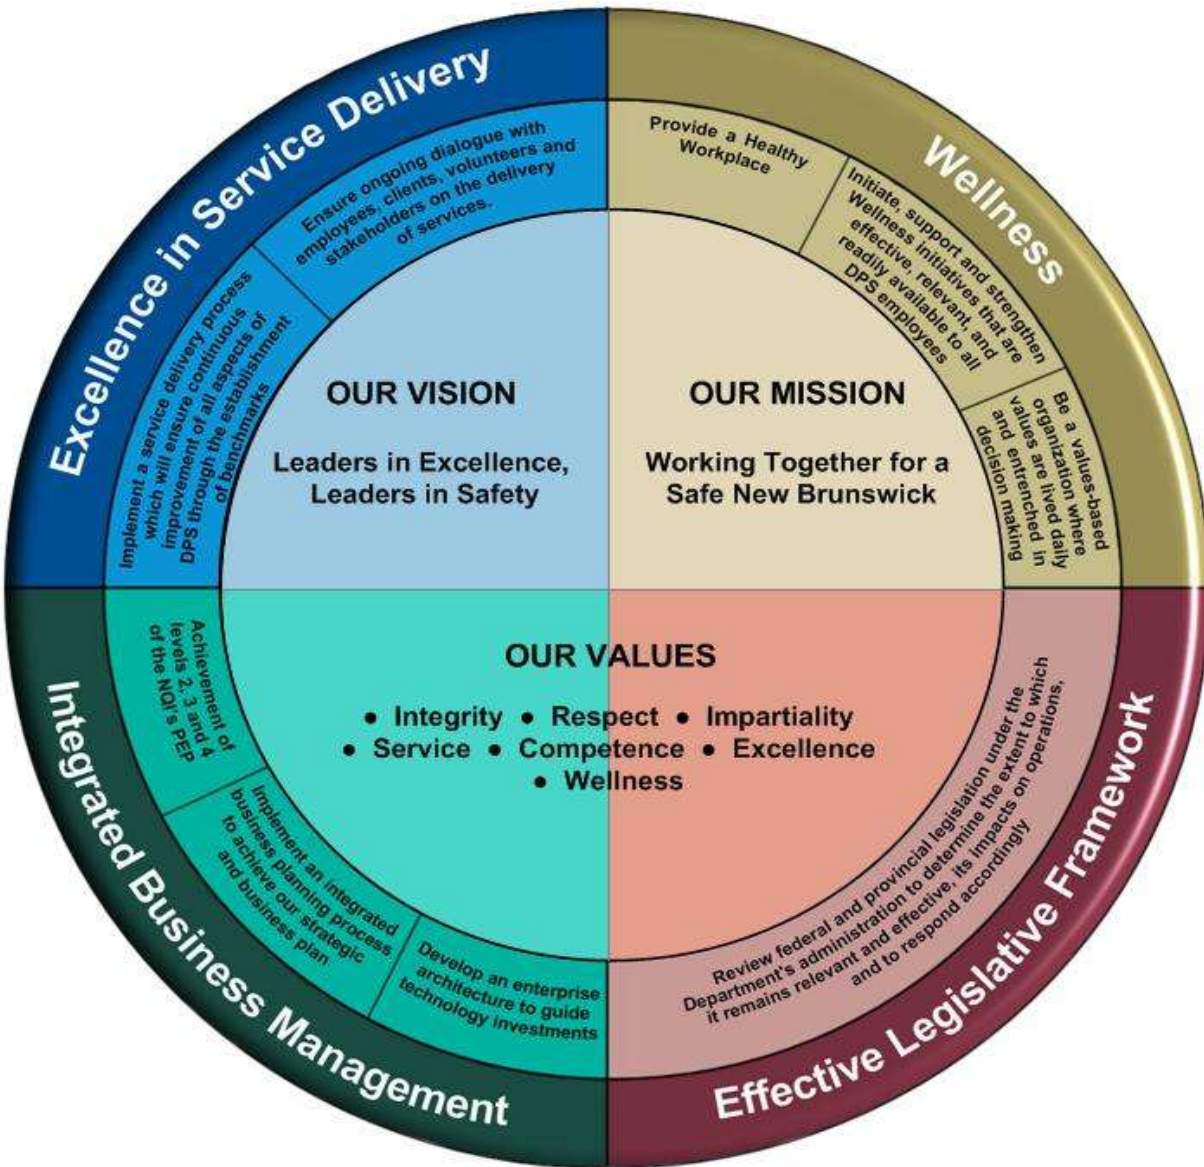 Excellence in Service Delivery
Ensure ongoing dialogue with
employees, clients, volunteers and
stakeholders on the delivery
of services.
Implement a service delivery process
which will ensure continuous
improvement of all aspects of
DPS through the establishment
of benchmarks
Wellness
Provide a Healthy
Workplace
Initiate, support and strengthen
Wellness initiatives that are
effective, relevant, and
readily available to all
DPS employees
Be a values-based
organization where
values are lived daily
and entrenched in
decision making
OUR VISION
Leaders in Excellence,
Leaders in Safety
OUR MISSION
Working Together for a
Safe New Brunswick
OUR VALUES
● Integrity ● Respect ● Impartiality
● Service ● Competence ● Excellence
● Wellness
Integrated Business Management
Achievement of
levels 2, 3 and 4
of the NQI's PEP
Implement an integrated
business planning process
to achieve our strategic
and business plan
Develop an enterprise
architecture to guide
technology investments
Effective Legislative Framework
Review federal and provincial legislation under the
Department's administration to determine the extent to which
it remains relevant and effective, its impacts on operations,
and to respond accordingly